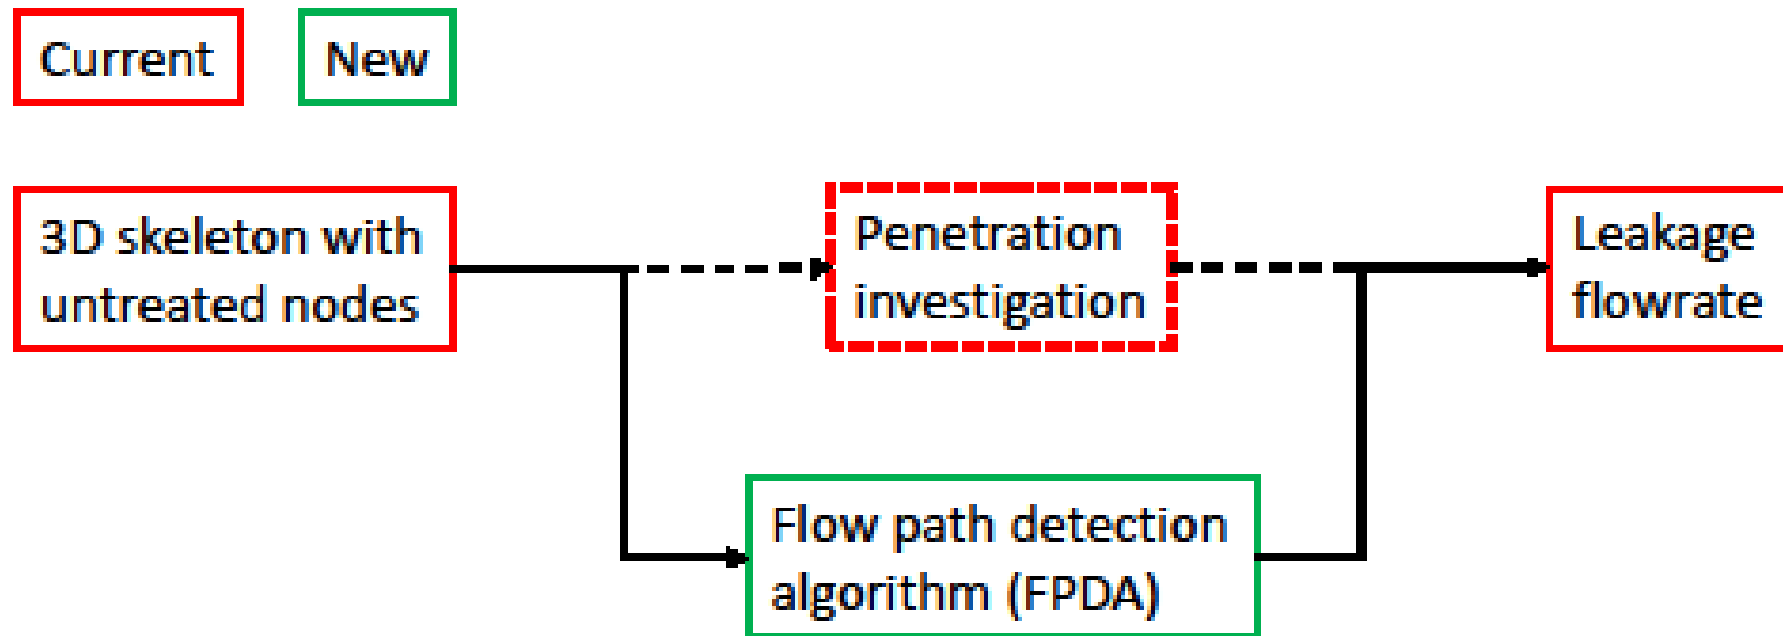 Current
New
3D skeleton with
untreated nodes
Penetration
investigation
Leakage
flowrate
Flow path detection
algorithm (FPDA)